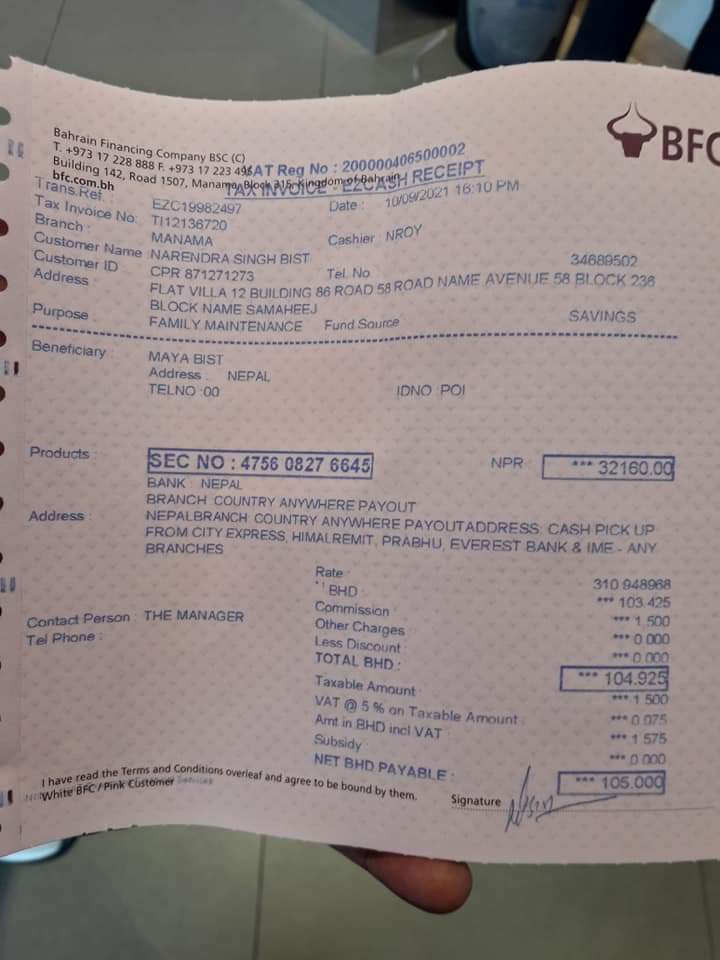 BFC
Bahrain Financing Company BSC (C)
T. +973 17 228 888 F. +973 17 223 49
VAT Reg No : 200000406500002
Building 142, Road 1507, Manama, Block 315, Kingdom of Bahrain
TAX INVOICE - EZCASH RECEIPT
bfc.com.bh
Trans Ref. : EZC19982497 Date : 10/09/2021 16:10 PM
Tax Invoice No: TI12136720
Branch : MANAMA Cashier NROY
Customer Name NARENDRA SINGH BIST
Customer ID CPR 871271273 Tel. No 34689502
Address FLAT VILLA 12 BUILDING 86 ROAD 58 ROAD NAME AVENUE 58 BLOCK 236
BLOCK NAME SAMAHEEJ
Purpose FAMILY MAINTENANCE Fund Source SAVINGS
Beneficiary : MAYA BIST
Address : NEPAL
TELNO :00 IDNO :POI
Products : SEC NO : 4756 0827 6645 NPR : *** 32160.00
BANK : NEPAL
BRANCH COUNTRY ANYWHERE PAYOUT
Address : NEPALBRANCH COUNTRY ANYWHERE PAYOUTADDRESS: CASH PICK UP
FROM CITY EXPRESS, HIMALREMIT, PRABHU, EVEREST BANK & IME - ANY
BRANCHES
Rate : 310.948968
BHD : *** 103.425
Contact Person : THE MANAGER Commission *** 1.500
Tel Phone : Other Charges *** 0.000
Less Discount *** 0.000
TOTAL BHD : *** 104.925
Taxable Amount *** 1.500
VAT @ 5 % on Taxable Amount : *** 0.075
Amt in BHD incl VAT : *** 1.575
Subsidy : *** 0.000
NET BHD PAYABLE : *** 105.000
I have read the Terms and Conditions overleaf and agree to be bound by them.
White BFC / Pink Customer
Signature